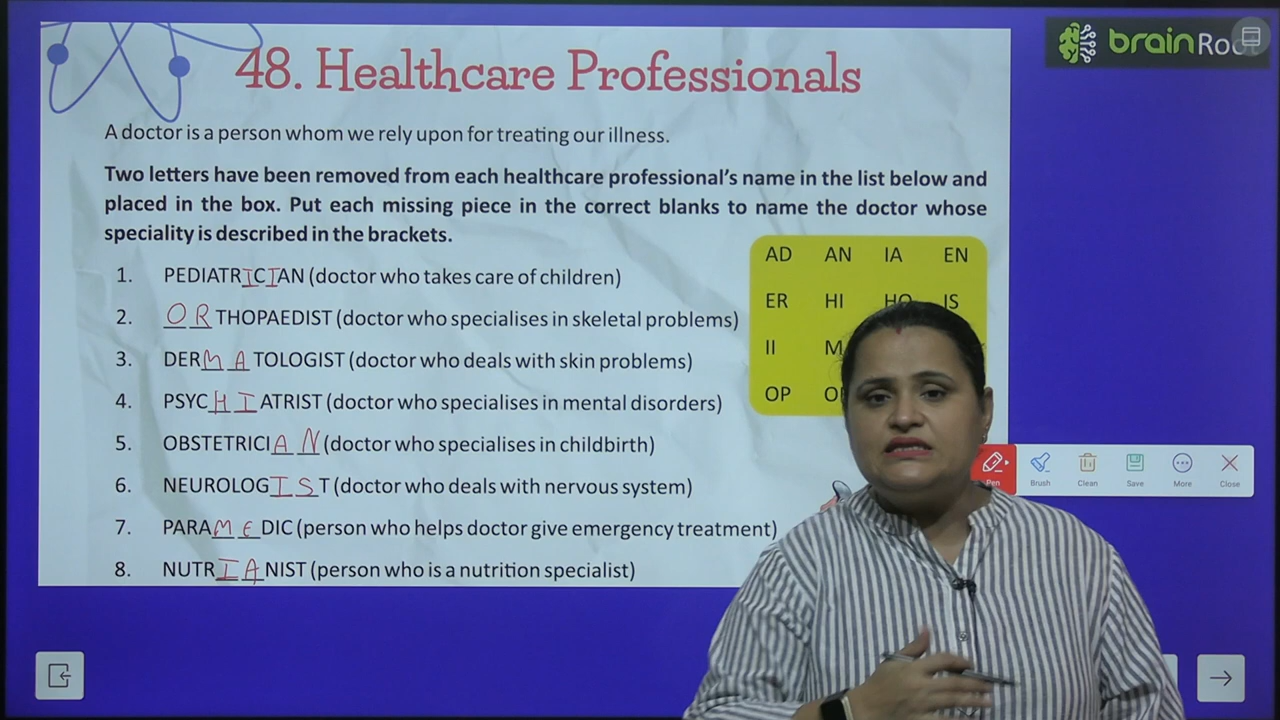 brainRoo
48. Healthcare Professionals
A doctor is a person whom we rely upon for treating our illness.
Two letters have been removed from each healthcare professional's name in the list below and
placed in the box. Put each missing piece in the correct blanks to name the doctor whose
speciality is described in the brackets.
AD AN IA EN
ER HI HO IS
II
OP
1. PEDIATRICIAN (doctor who takes care of children)
2. ORTHOPAEDIST (doctor who specialises in skeletal problems)
3. DERMATOLOGIST (doctor who deals with skin problems)
4. PSYCHIATRIST (doctor who specialises in mental disorders)
5. OBSTETRICIAN (doctor who specialises in childbirth)
6. NEUROLOGIST (doctor who deals with nervous system)
7. PARAMEDIC (person who helps doctor give emergency treatment)
8. NUTRIANIST (person who is a nutrition specialist)
Pen Brush Clean Save More Close